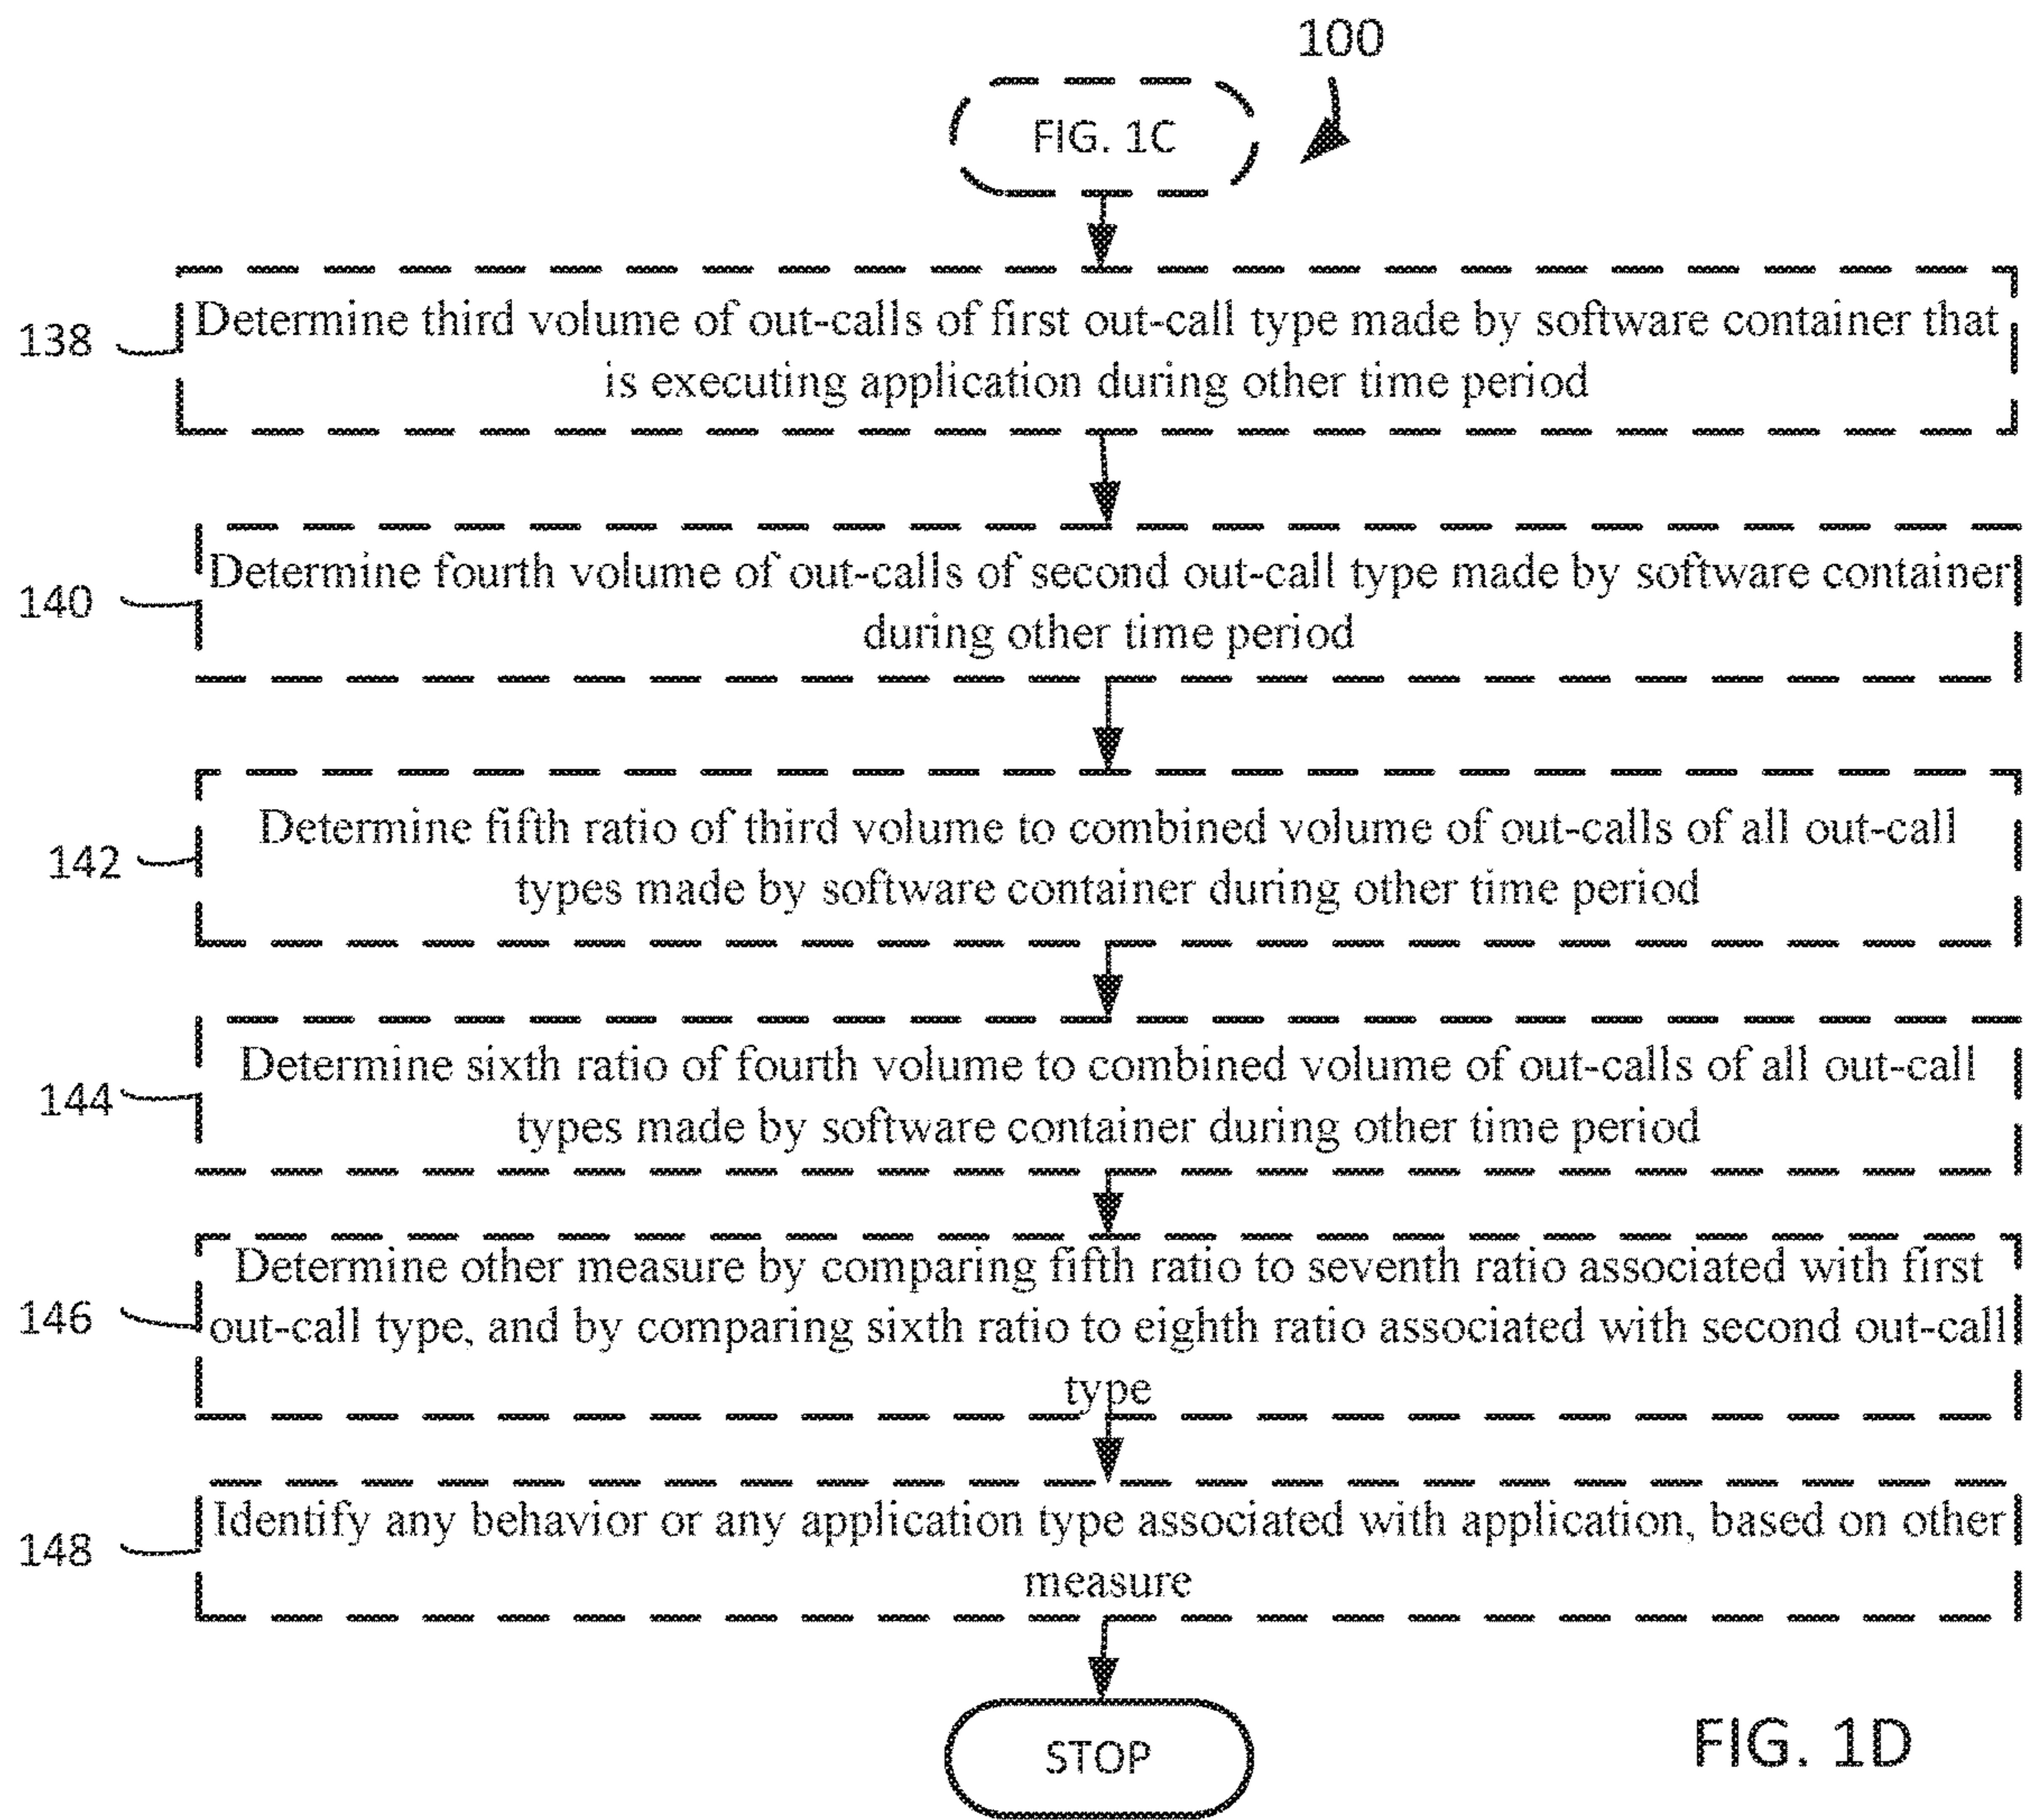 100
FIG. 1C
138
Determine third volume of out-calls of first out-call type made by software container that
is executing application during other time period
140
Determine fourth volume of out-calls of second out-call type made by software container
during other time period
142
Determine fifth ratio of third volume to combined volume of out-calls of all out-call
types made by software container during other time period
144
Determine sixth ratio of fourth volume to combined volume of out-calls of all out-call
types made by software container during other time period
146
Determine other measure by comparing fifth ratio to seventh ratio associated with first
out-call type, and by comparing sixth ratio to eighth ratio associated with second out-call
type
148
Identify any behavior or any application type associated with application, based on other
measure
STOP
FIG. 1D